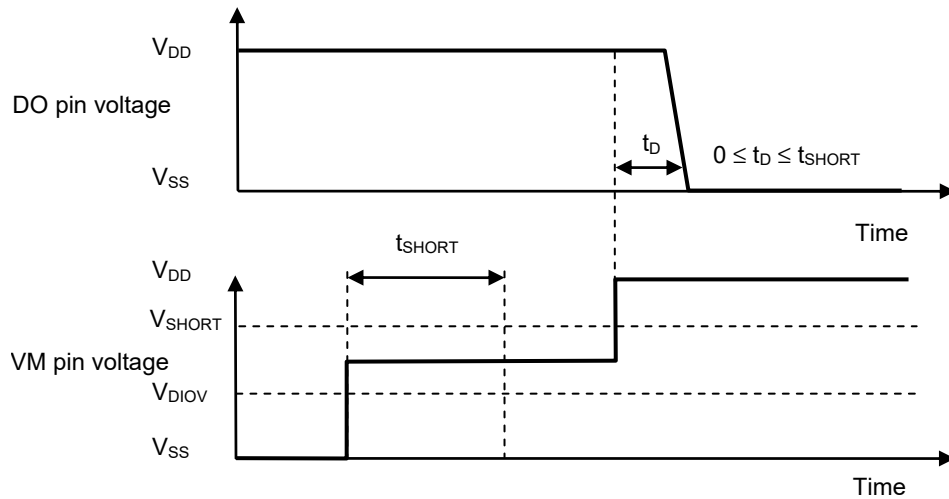 VDD
DO pin voltage
tD
0 ≤ tD ≤ tSHORT
VSS
Time
tSHORT
VDD
VSHORT
VM pin voltage
VDIOV
VSS
Time